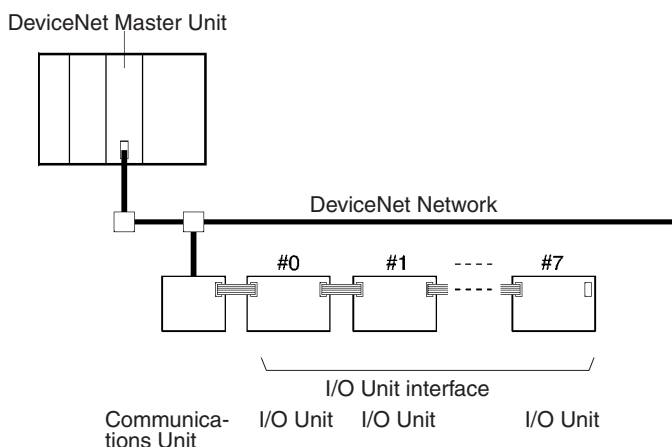 DeviceNet Master Unit
DeviceNet Network
#0 #1 #7
I/O Unit interface
Communica-
tions Unit
I/O Unit I/O Unit I/O Unit